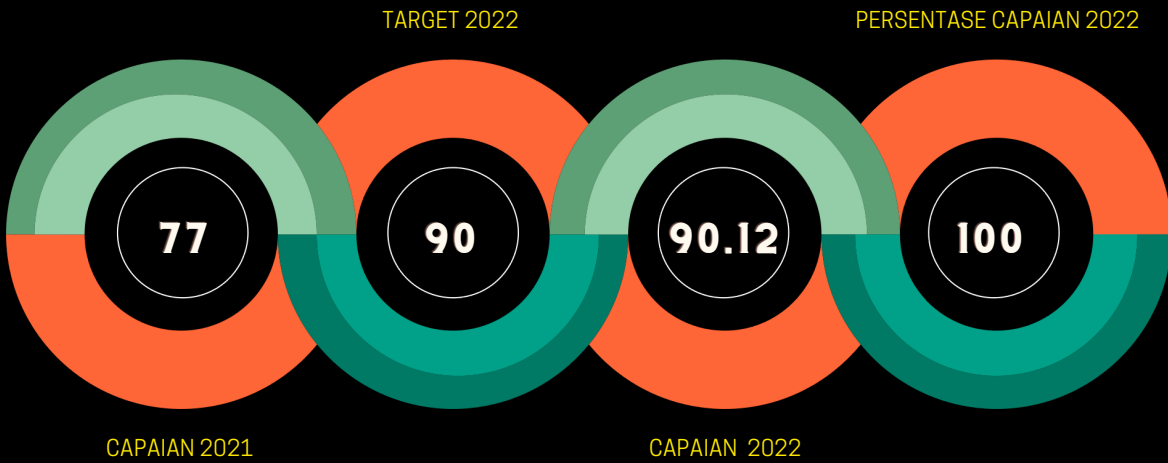 TARGET 2022
PERSENTASE CAPAIAN 2022
77
90
90.12
100
CAPAIAN 2021
CAPAIAN 2022